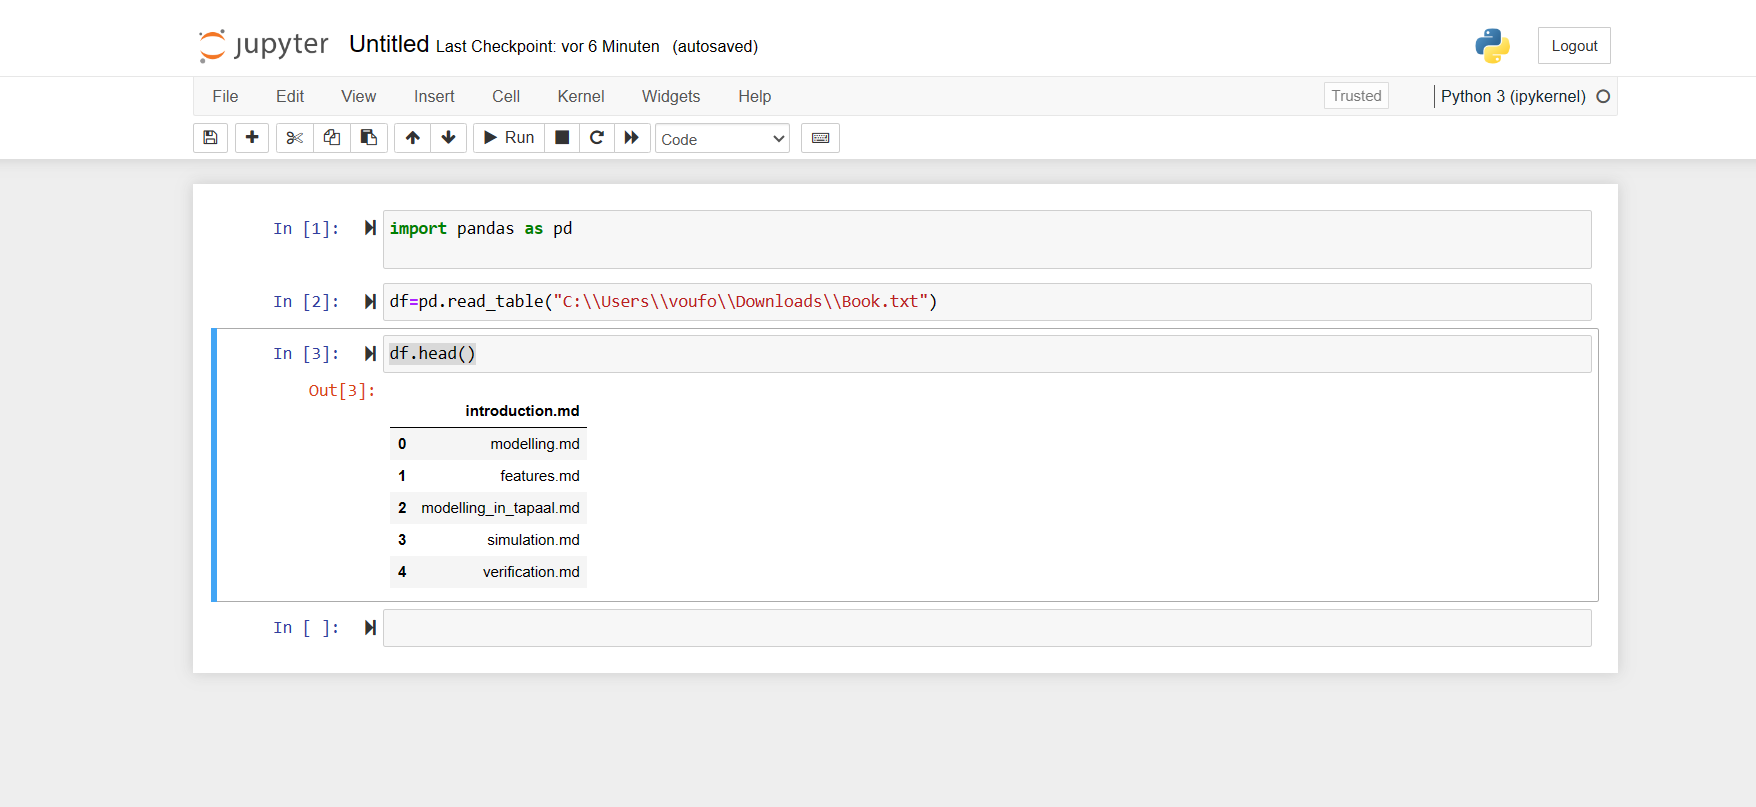 jupyter Untitled Last Checkpoint: vor 6 Minuten (autosaved) Logout
File Edit View Insert Cell Kernel Widgets Help Trusted Python 3 (ipykernel)
Run Code
In [1]: import pandas as pd
In [2]: df=pd.read_table("C:\\Users\\voufo\\Downloads\\Book.txt")
In [3]: df.head()
Out[3]:
introduction.md
0 modelling.md
1 features.md
2 modelling_in_tapaal.md
3 simulation.md
4 verification.md
In [ ]: